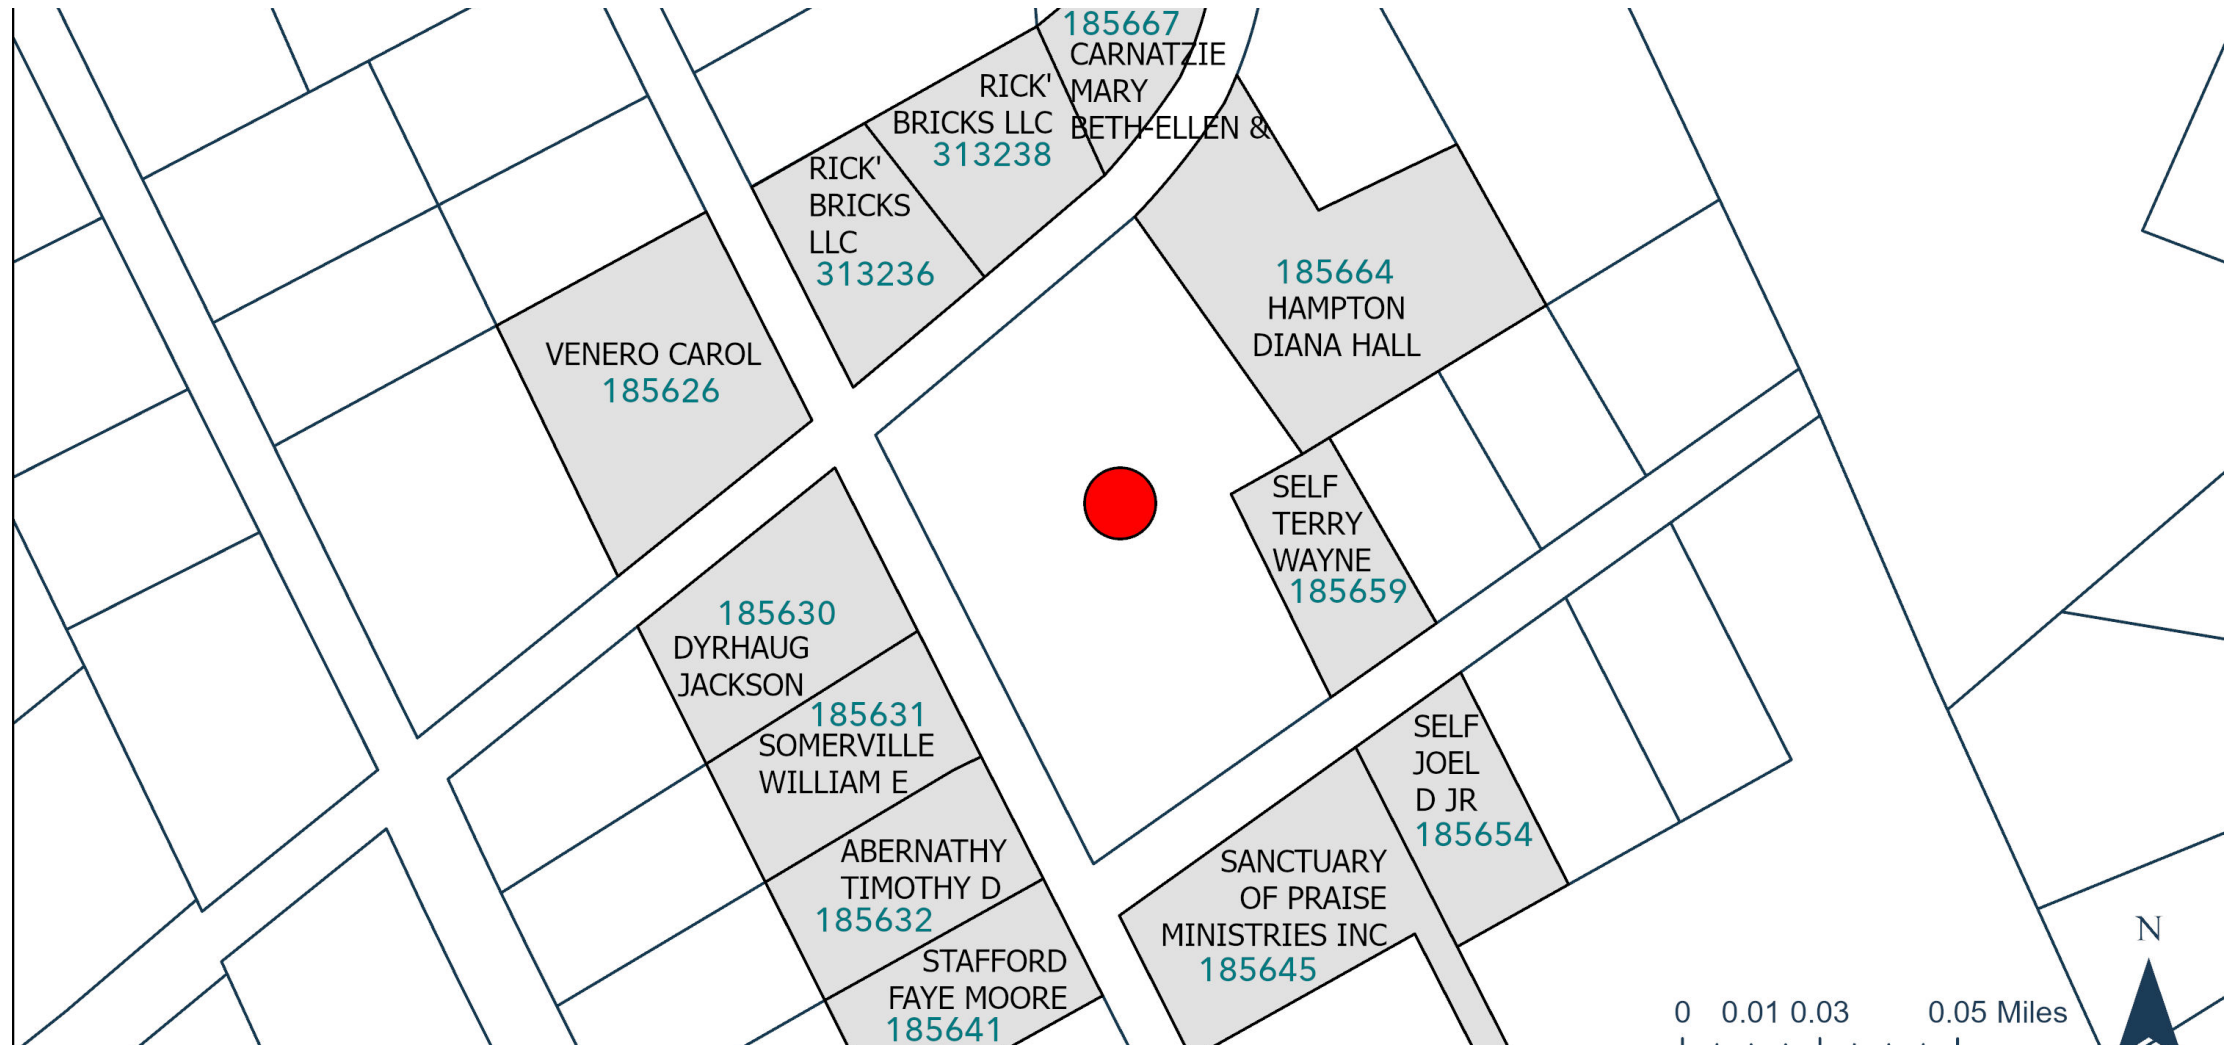 185667
CARNATZIE
MARY
BETH-ELLEN &
RICK'
BRICKS LLC
313238
RICK'
BRICKS
LLC
313236
185664
HAMPTON
DIANA HALL
VENERO CAROL
185626
SELF
TERRY
WAYNE
185659
185630
DYRHAUG
JACKSON
185631
SOMERVILLE
WILLIAM E
SELF
JOEL
D JR
185654
ABERNATHY
TIMOTHY D
185632
SANCTUARY
OF PRAISE
MINISTRIES INC
185645
STAFFORD
FAYE MOORE
185641
N
0 0.01 0.03 0.05 Miles